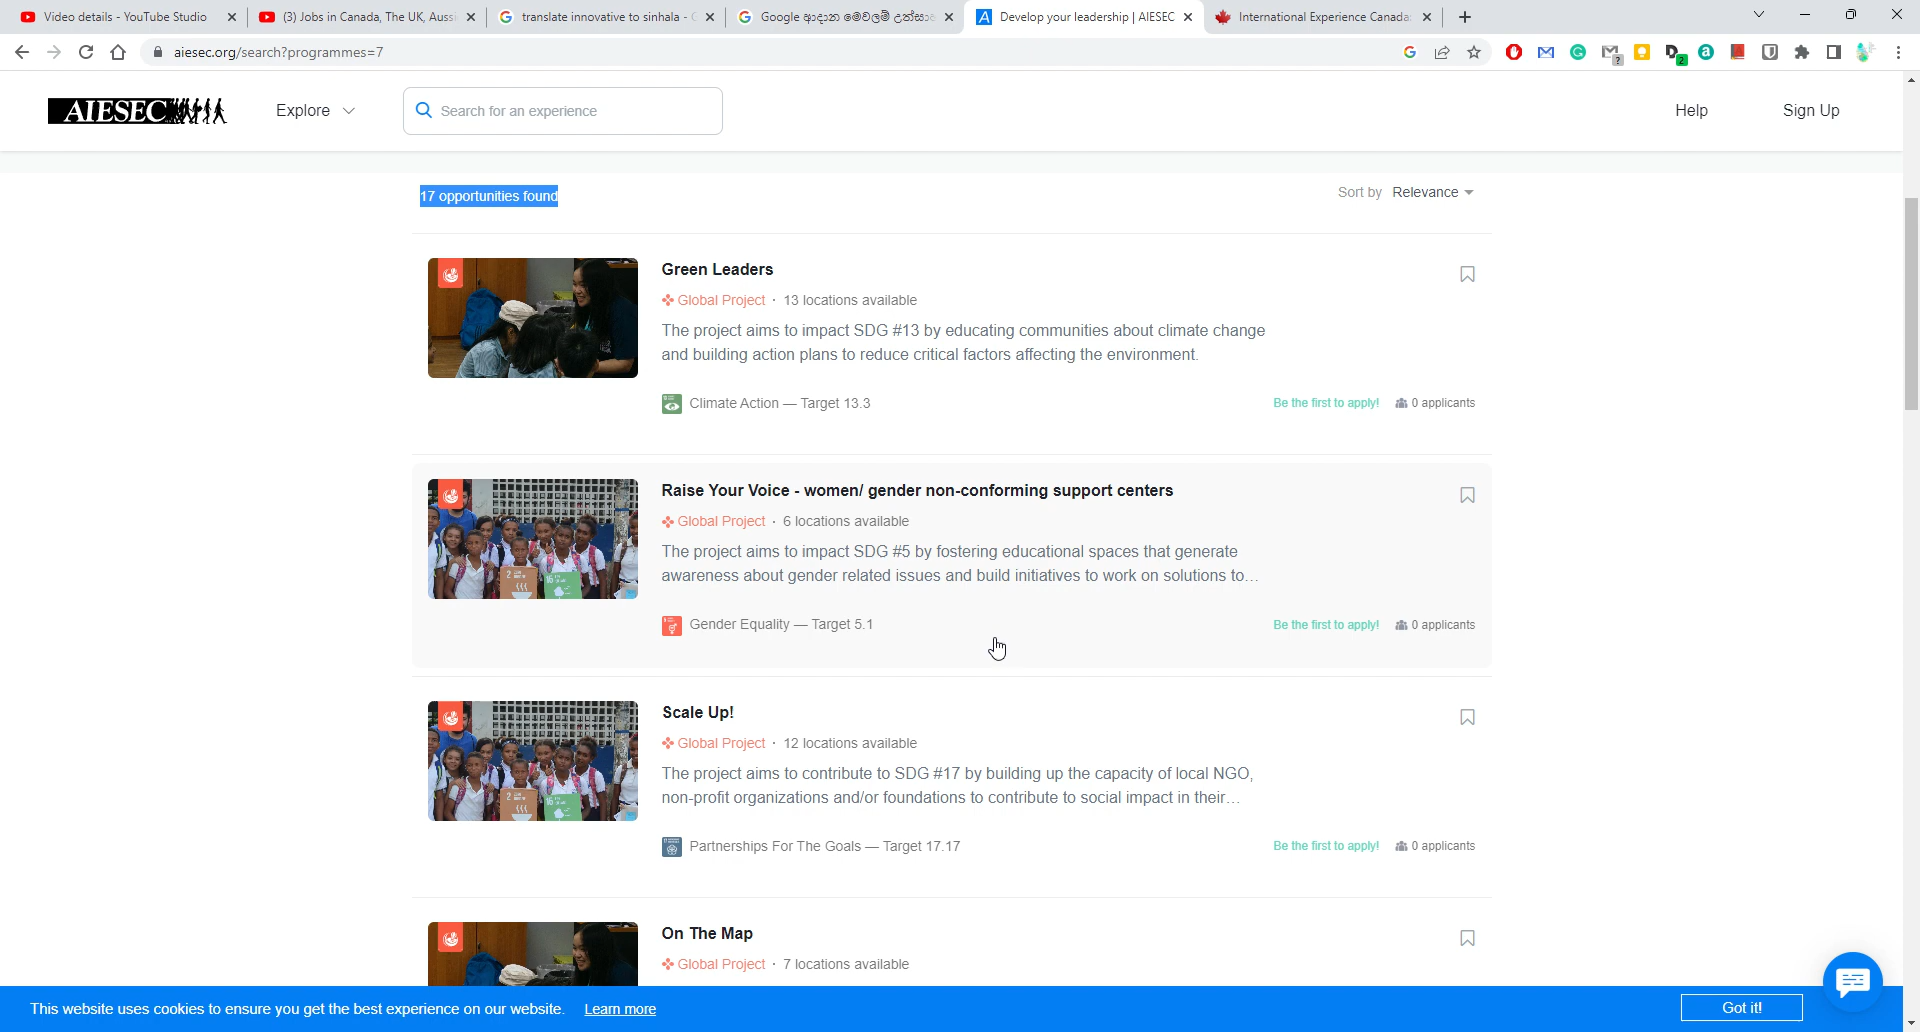 Video details - YouTube Studio
(3) Jobs in Canada, The UK, Aussi
translate innovative to sinhala - G
Google ආදාන මෙවලම් උත්සාහ
Develop your leadership | AIESEC
International Experience Canada:
aiesec.org/search?programmes=7
AIESEC
Explore
Search for an experience
Help
Sign Up
17 opportunities found
Sort by Relevance
Green Leaders
Global Project · 13 locations available
The project aims to impact SDG #13 by educating communities about climate change
and building action plans to reduce critical factors affecting the environment.
Climate Action — Target 13.3
Be the first to apply! 0 applicants
Raise Your Voice - women/ gender non-conforming support centers
Global Project · 6 locations available
The project aims to impact SDG #5 by fostering educational spaces that generate
awareness about gender related issues and build initiatives to work on solutions to...
Gender Equality — Target 5.1
Be the first to apply! 0 applicants
Scale Up!
Global Project · 12 locations available
The project aims to contribute to SDG #17 by building up the capacity of local NGO,
non-profit organizations and/or foundations to contribute to social impact in their...
Partnerships For The Goals — Target 17.17
Be the first to apply! 0 applicants
On The Map
Global Project · 7 locations available
This website uses cookies to ensure you get the best experience on our website. Learn more
Got it!